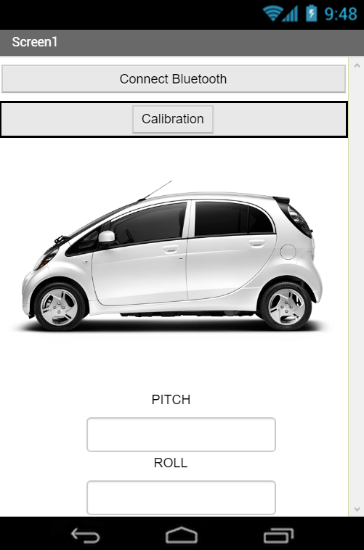 9:48
Screen1
Connect Bluetooth
Calibration
PITCH
ROLL